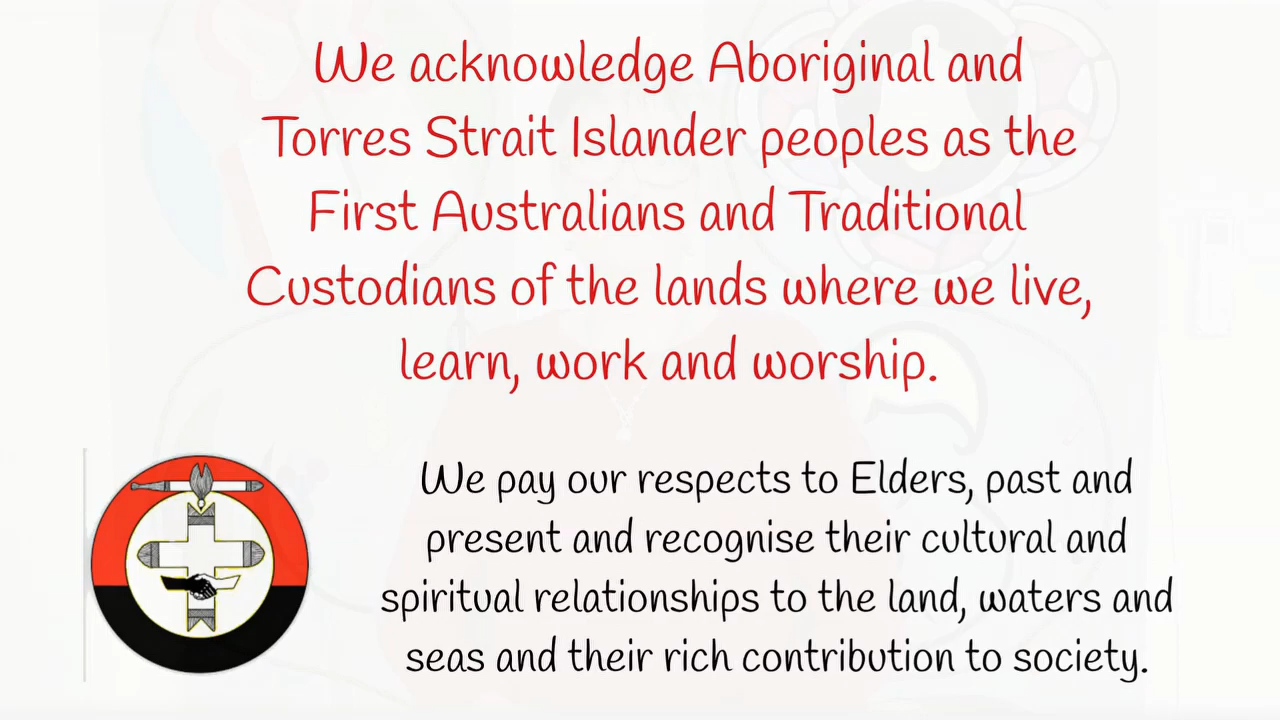 We acknowledge Aboriginal and
Torres Strait Islander peoples as the
First Australians and Traditional
Custodians of the lands where we live,
learn, work and worship.
We pay our respects to Elders, past and
present and recognise their cultural and
spiritual relationships to the land, waters and
seas and their rich contribution to society.